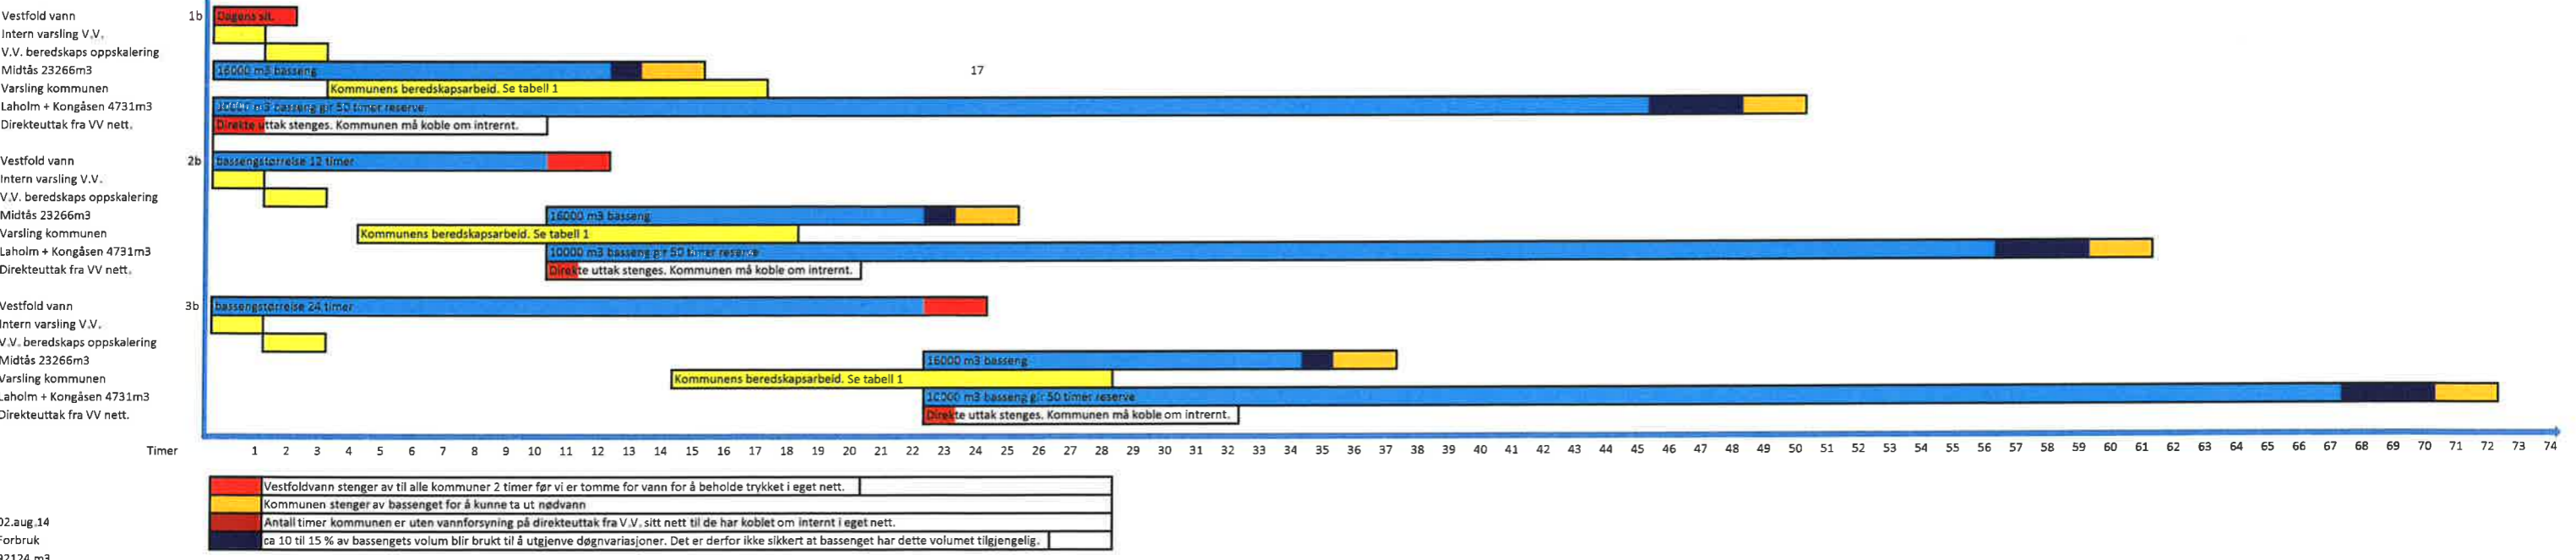 Vestfold vann 1b Dagens sit.
Intern varsling V.V.
V.V. beredskaps oppskalering
Midtås 23266m3 16000 m3 basseng 17
Varsling kommunen Kommunens beredskapsarbeid. Se tabell 1
Laholm + Kongåsen 4731m3 10000 m3 basseng gir 50 timer reserve
Direkteuttak fra VV nett. Direkte uttak stenges. Kommunen må koble om intrernt.
Vestfold vann 2b bassengstørrelse 12 timer
Intern varsling V.V.
V.V. beredskaps oppskalering
Midtås 23266m3 16000 m3 basseng
Varsling kommunen Kommunens beredskapsarbeid. Se tabell 1
Laholm + Kongåsen 4731m3 10000 m3 basseng gir 50 timer reserve
Direkteuttak fra VV nett. Direkte uttak stenges. Kommunen må koble om intrernt.
Vestfold vann 3b bassengstørrelse 24 timer
Intern varsling V.V.
V.V. beredskaps oppskalering
Midtås 23266m3 16000 m3 basseng
Varsling kommunen Kommunens beredskapsarbeid. Se tabell 1
Laholm + Kongåsen 4731m3 10000 m3 basseng gir 50 timer reserve
Direkteuttak fra VV nett. Direkte uttak stenges. Kommunen må koble om intrernt.
Timer 1 2 3 4 5 6 7 8 9 10 11 12 13 14 15 16 17 18 19 20 21 22 23 24 25 26 27 28 29 30 31 32 33 34 35 36 37 38 39 40 41 42 43 44 45 46 47 48 49 50 51 52 53 54 55 56 57 58 59 60 61 62 63 64 65 66 67 68 69 70 71 72 73 74
Vestfoldvann stenger av til alle kommuner 2 timer før vi er tomme for vann for å beholde trykket i eget nett.
Kommunen stenger av bassenget for å kunne ta ut nødvann
02.aug.14 Antall timer kommunen er uten vannforsyning på direkteuttak fra V.V. sitt nett til de har koblet om internt i eget nett.
Forbruk ca 10 til 15 % av bassengets volum blir brukt til å utgjenve døgnvariasjoner. Det er derfor ikke sikkert at bassenget har dette volumet tilgjengelig.
92124 m3